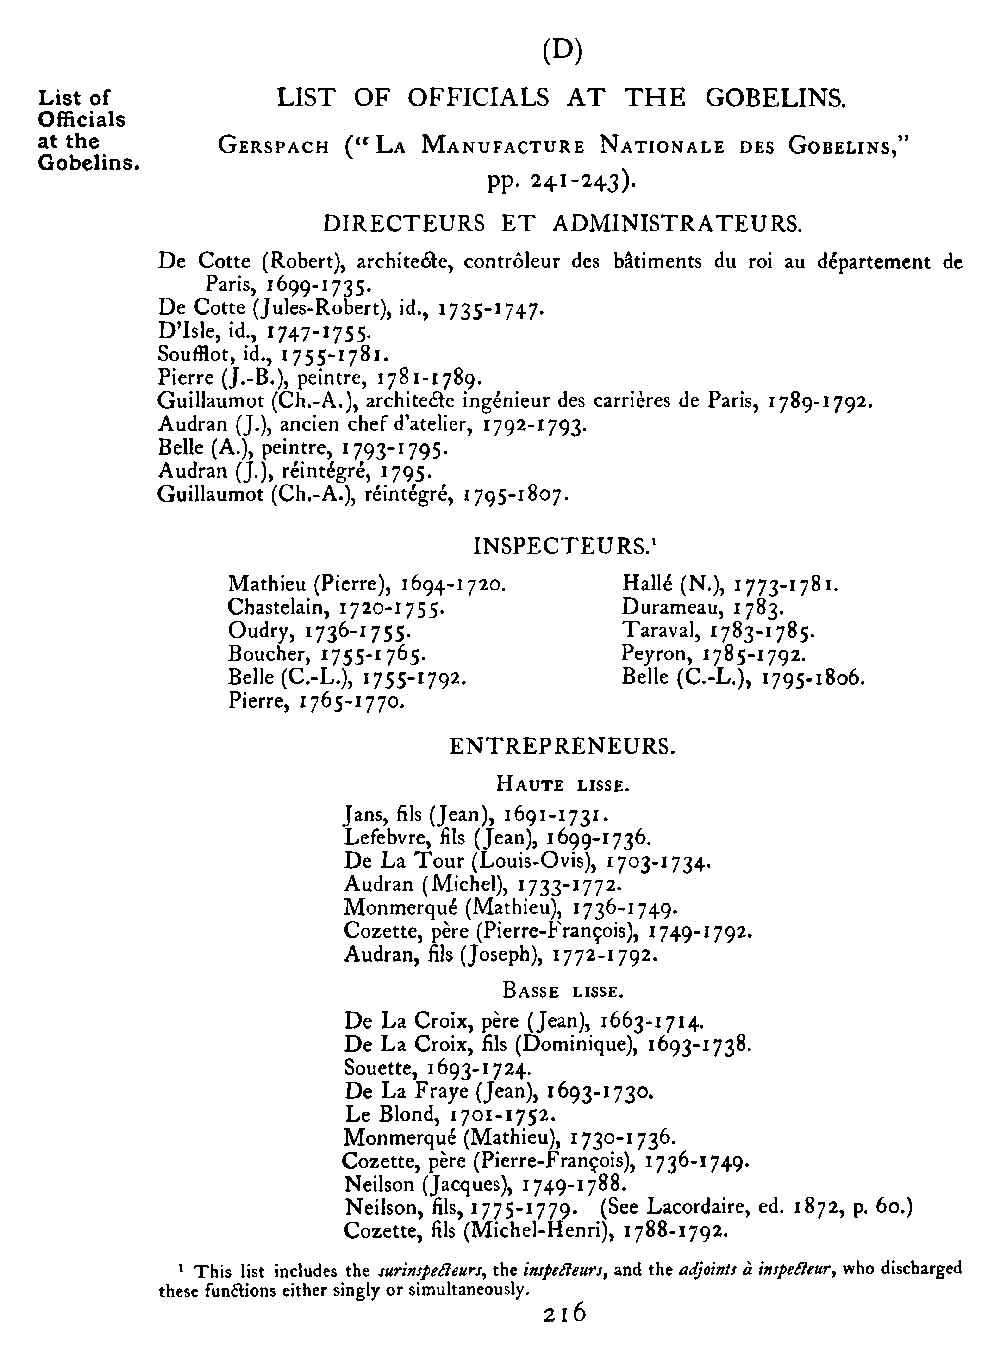 (D)
List of
Officials
at the
Gobelins.
LIST OF OFFICIALS AT THE GOBELINS.
GERSPACH ("LA MANUFACTURE NATIONALE DES GOBELINS,"
pp. 241-243).
DIRECTEURS ET ADMINISTRATEURS.
De Cotte (Robert), architecte, contrôleur des bâtiments du roi au département de
Paris, 1699-1735.
De Cotte (Jules-Robert), id., 1735-1747.
D'Isle, id., 1747-1755.
Soufflot, id., 1755-1781.
Pierre (J.-B.), peintre, 1781-1789.
Guillaumot (Ch.-A.), architecte ingénieur des carrières de Paris, 1789-1792.
Audran (J.), ancien chef d'atelier, 1792-1793.
Belle (A.), peintre, 1793-1795.
Audran (J.), réintégré, 1795.
Guillaumot (Ch.-A.), réintégré, 1795-1807.
INSPECTEURS.¹
Mathieu (Pierre), 1694-1720.
Chastelain, 1720-1755.
Oudry, 1736-1755.
Boucher, 1755-1765.
Belle (C.-L.), 1755-1792.
Pierre, 1765-1770.
Hallé (N.), 1773-1781.
Durameau, 1783.
Taraval, 1783-1785.
Peyron, 1785-1792.
Belle (C.-L.), 1795-1806.
ENTREPRENEURS.
HAUTE LISSE.
Jans, fils (Jean), 1691-1731.
Lefebvre, fils (Jean), 1699-1736.
De La Tour (Louis-Ovis), 1703-1734.
Audran (Michel), 1733-1772.
Monmerqué (Mathieu), 1736-1749.
Cozette, père (Pierre-François), 1749-1792.
Audran, fils (Joseph), 1772-1792.
BASSE LISSE.
De La Croix, père (Jean), 1663-1714.
De La Croix, fils (Dominique), 1693-1738.
Souette, 1693-1724.
De La Fraye (Jean), 1693-1730.
Le Blond, 1701-1752.
Monmerqué (Mathieu), 1730-1736.
Cozette, père (Pierre-François), 1736-1749.
Neilson (Jacques), 1749-1788.
Neilson, fils, 1775-1779. (See Lacordaire, ed. 1872, p. 60.)
Cozette, fils (Michel-Henri), 1788-1792.
¹ This list includes the surinspecteurs, the inspecteurs, and the adjoints à inspecteur, who discharged
these functions either singly or simultaneously.
216